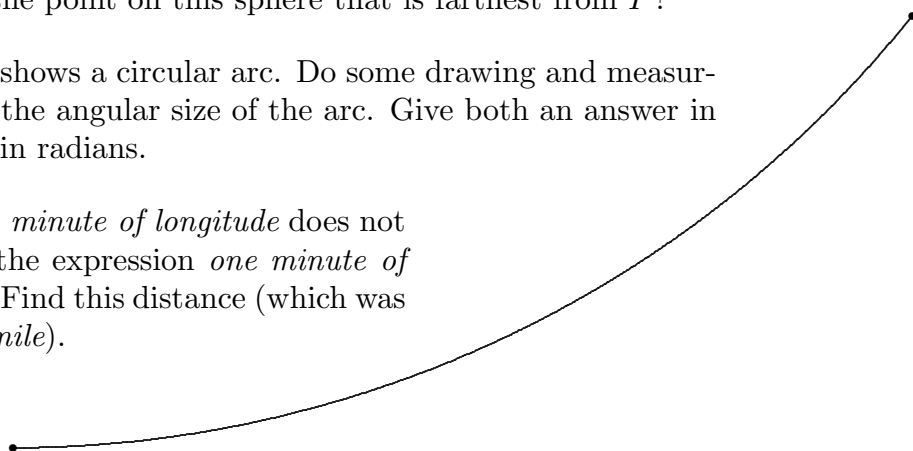 the point on this sphere that is farthest from P?
shows a circular arc. Do some drawing and measur-
the angular size of the arc. Give both an answer in
in radians.
minute of longitude does not
the expression one minute of
Find this distance (which was
mile).